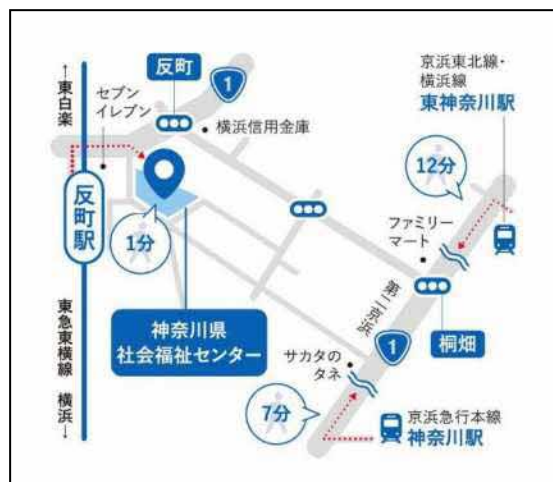 反町
1
←東白楽
セブン
イレブン
横浜信用金庫
京浜東北線・
横浜線
東神奈川駅
12分
反町駅
1分
ファミリー
マート
神奈川県
社会福祉センター
第二京浜
1
桐畑
サカタの
タネ
7分
東急東横線 横浜→
京浜急行本線
神奈川駅